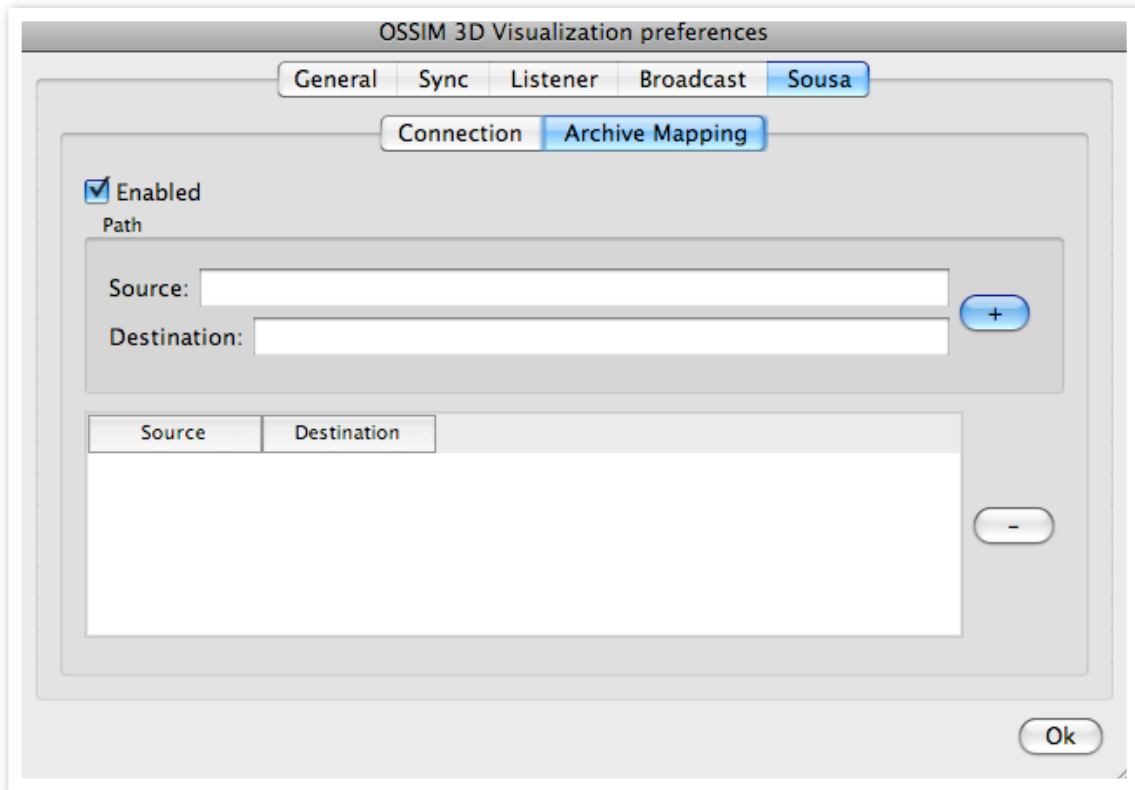 OSSIM 3D Visualization preferences
General Sync Listener Broadcast Sousa
Connection Archive Mapping
Enabled
Path
Source:
+
Destination:
Source Destination
-
Ok